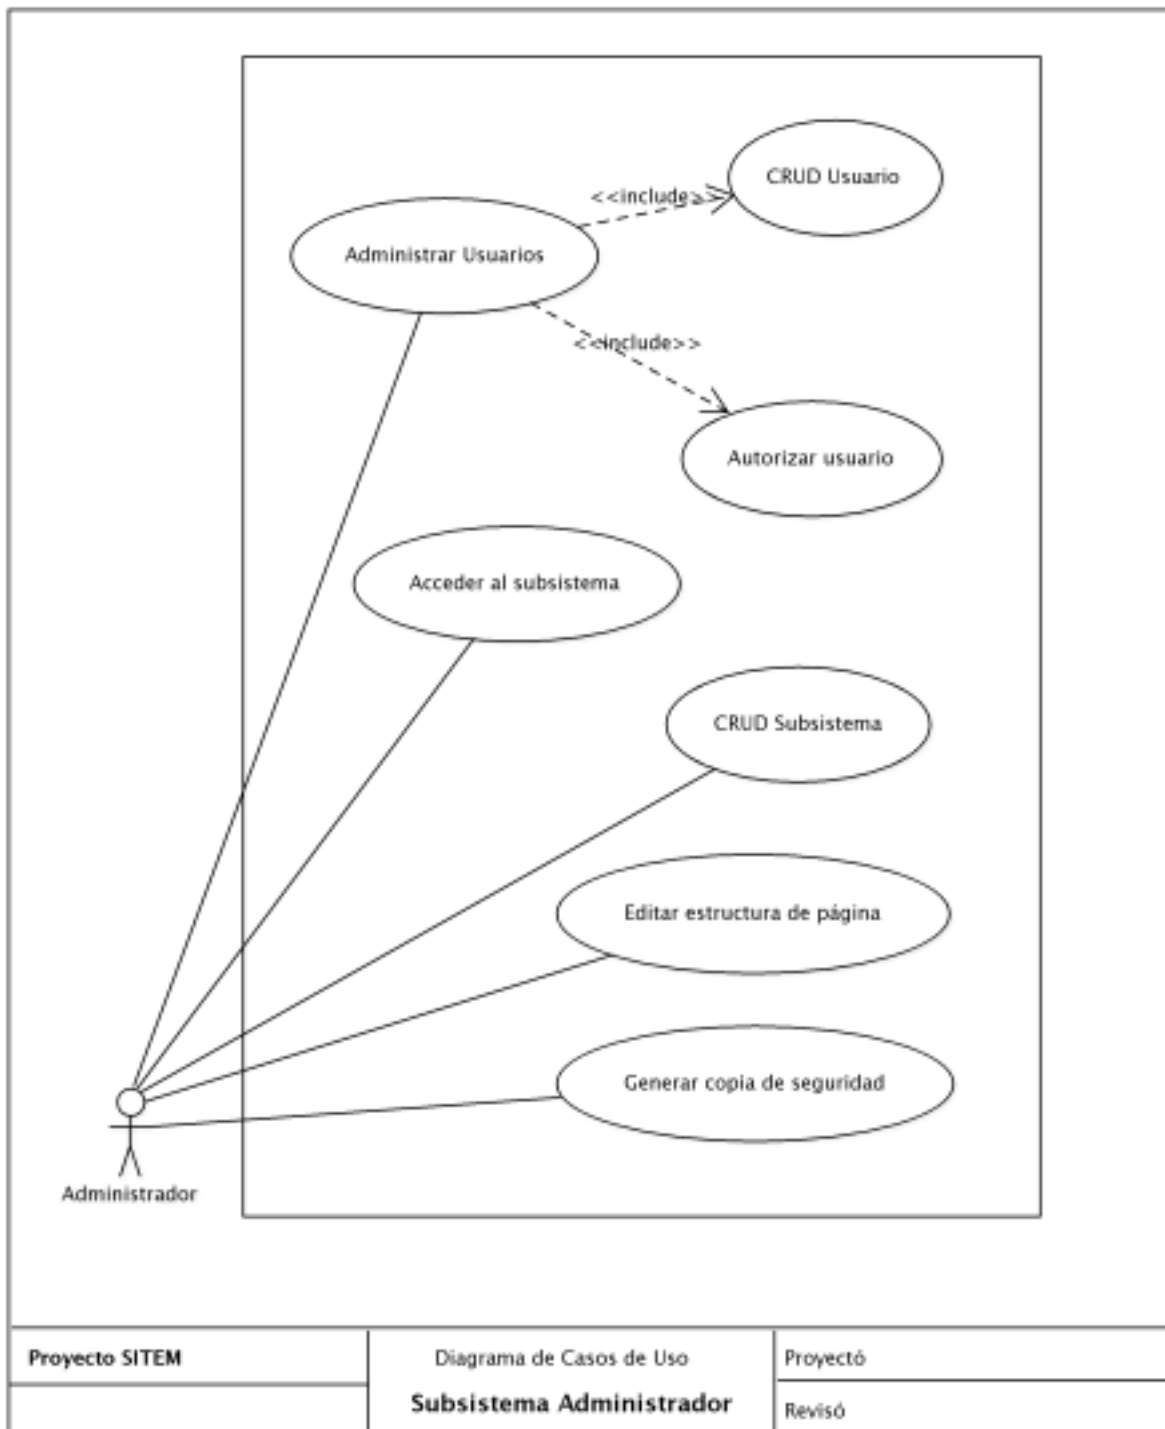 CRUD Usuario
<<include>>
Administrar Usuarios
<<include>>
Autorizar usuario
Acceder al subsistema
CRUD Subsistema
Editar estructura de página
Generar copia de seguridad
Administrador
Proyecto SITEM
Diagrama de Casos de Uso
Subsistema Administrador
Proyectó
Revisó